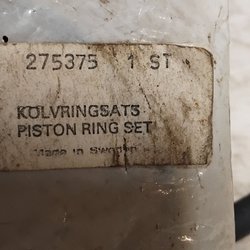 275375 1 ST
KOLVRINGSATS
PISTON RING SET
Made in Sweden